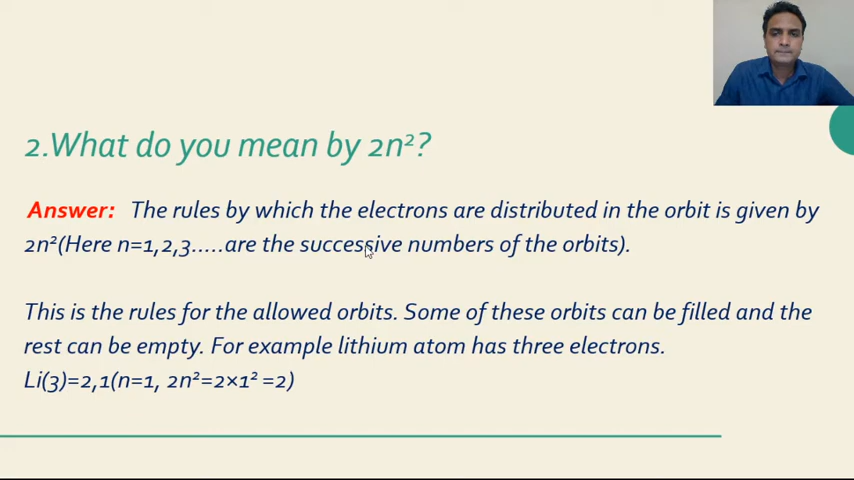 2.What do you mean by 2n²?
Answer: The rules by which the electrons are distributed in the orbit is given by
2n²(Here n=1,2,3.....are the successive numbers of the orbits).
This is the rules for the allowed orbits. Some of these orbits can be filled and the
rest can be empty. For example lithium atom has three electrons.
Li(3)=2,1(n=1, 2n²=2×1² =2)